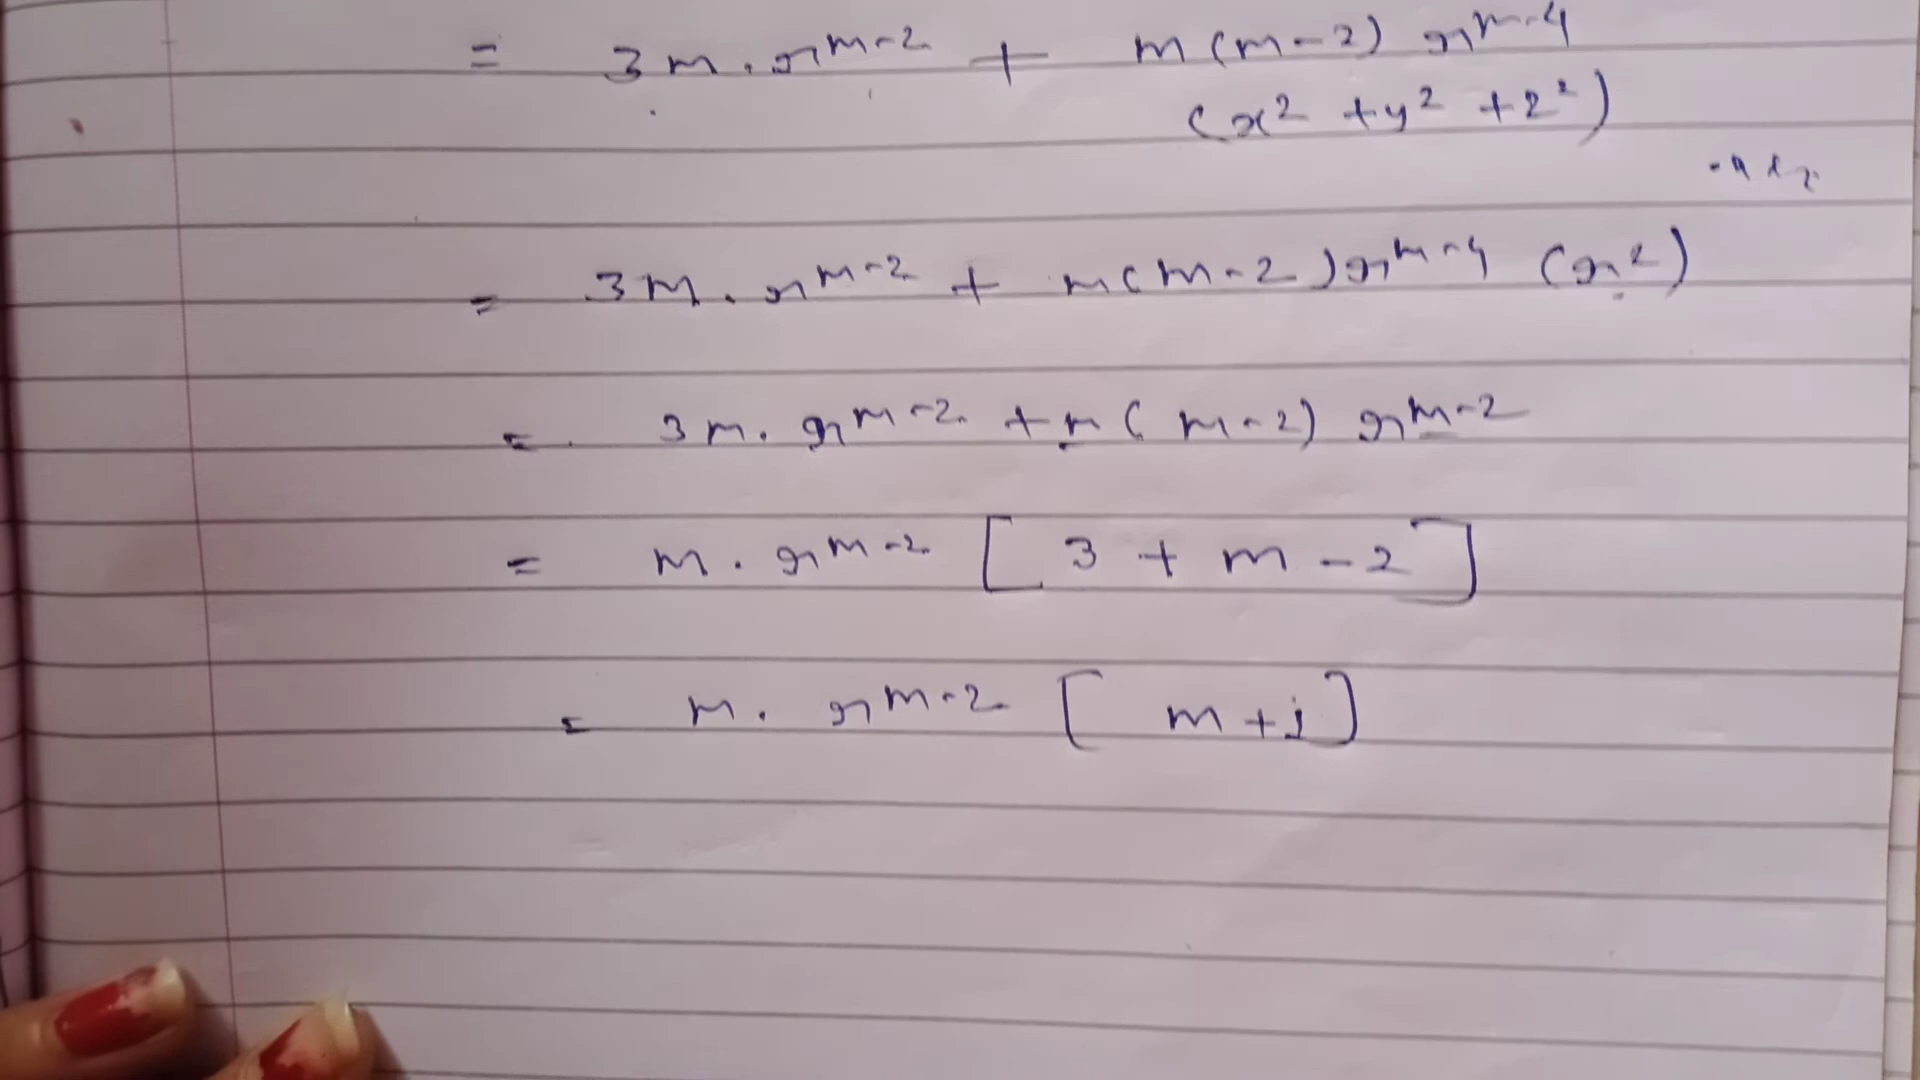 = 3m . r^m-2 + m(m-2) r^m-4
(x² + y² + z²)
= 3m . r^m-2 + m(m-2) r^m-4 (r²)
= 3m . r^m-2 + m(m-2) r^m-2
= m . r^m-2 [3 + m - 2]
= m . r^m-2 [m+1]